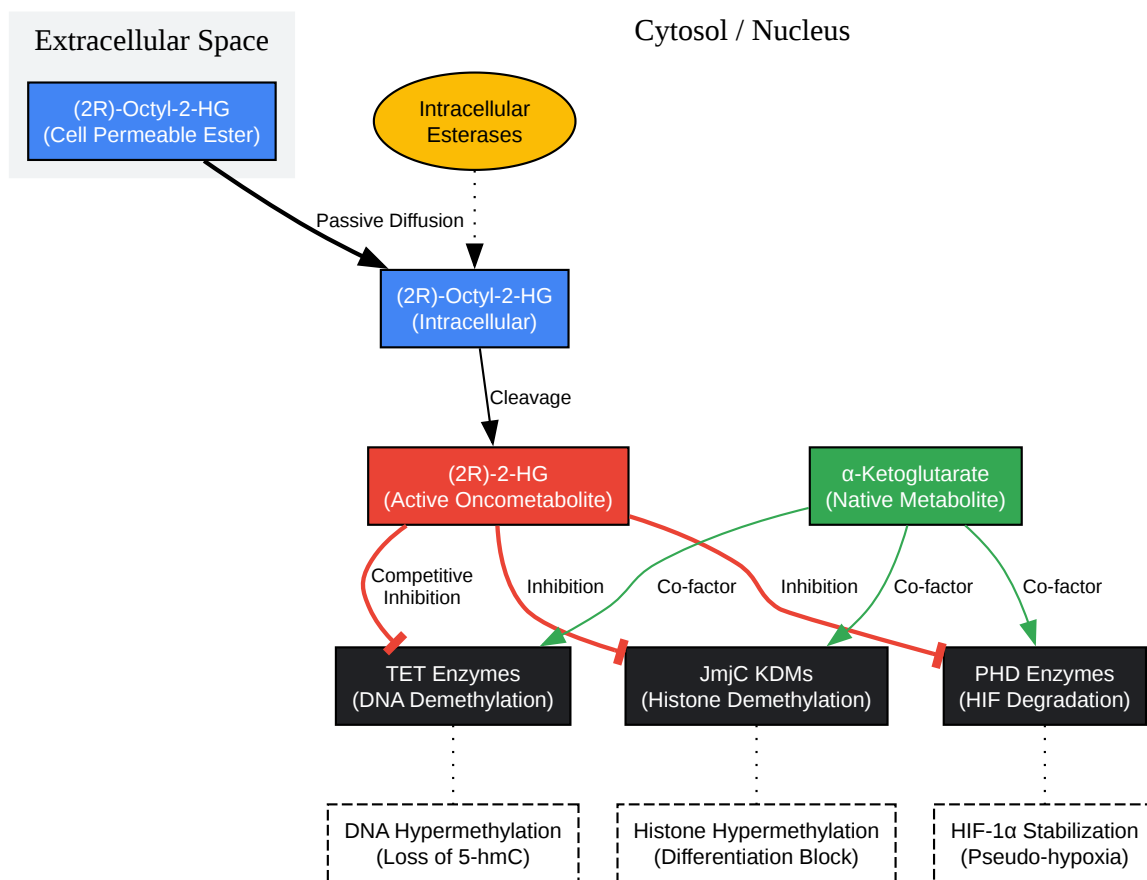 Extracellular Space
Cytosol / Nucleus
(2R)-Octyl-2-HG
(Cell Permeable Ester)
Intracellular
Esterases
Passive Diffusion
(2R)-Octyl-2-HG
(Intracellular)
Cleavage
(2R)-2-HG
(Active Oncometabolite)
α-Ketoglutarate
(Native Metabolite)
Competitive
Inhibition
Inhibition
Co-factor
Inhibition
Co-factor
Co-factor
TET Enzymes
(DNA Demethylation)
JmjC KDMs
(Histone Demethylation)
PHD Enzymes
(HIF Degradation)
DNA Hypermethylation
(Loss of 5-hmC)
Histone Hypermethylation
(Differentiation Block)
HIF-1α Stabilization
(Pseudo-hypoxia)